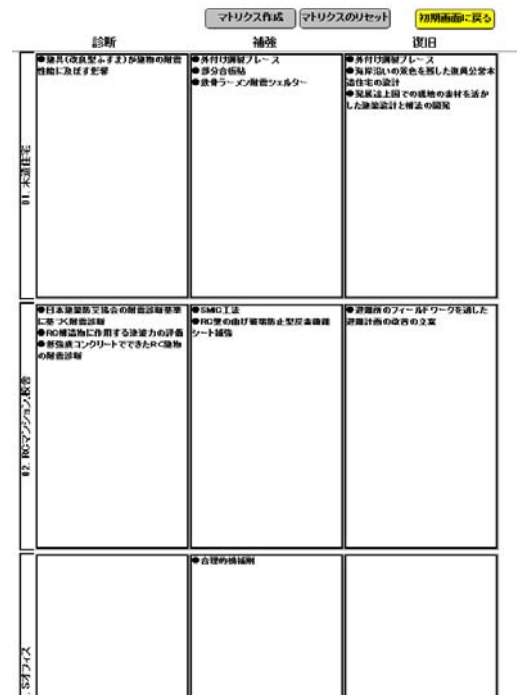 マトリクス作成 マトリクスのリセット 初期画面に戻る
診断 補強 復旧
01. 木造住宅
●建具(改良型ふすま)が建物の耐震
性能に及ぼす影響
●外付け鋼製ブレース
●部分合板貼
●鉄骨ラーメン耐震シェルター
●外付け鋼製ブレース
●海岸沿いの景色を残した復興公営木
造住宅の設計
●発展途上国での現地の素材を活か
した建築設計と構法の開発
02. RCマンション,校舎
●日本建築防災協会の耐震診断基準
に基づく耐震診断
●RC構造物に作用する津波力の評価
●低強度コンクリートでできたRC建物
の耐震診断
●SMIC工法
●RC壁の曲げ破壊防止型炭素繊維
シート補強
●避難所のフィールドワークを通した
避難計画の改善の立案
. Sオフィス
●合理的横補剛